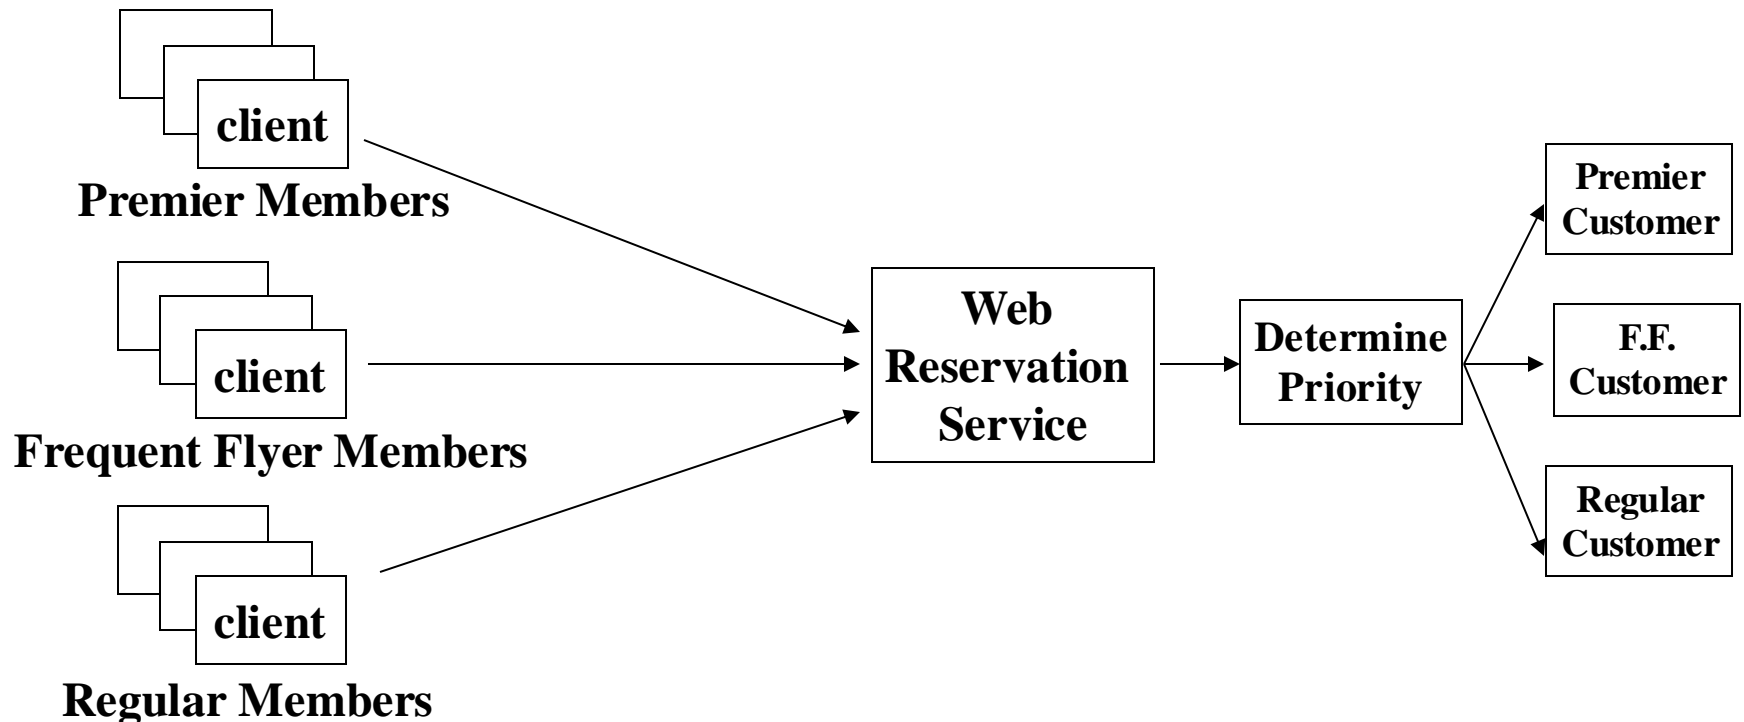 client
Premier Members
client
Frequent Flyer Members
client
Regular Members
Web
Reservation
Service
Determine
Priority
Premier
Customer
F.F.
Customer
Regular
Customer